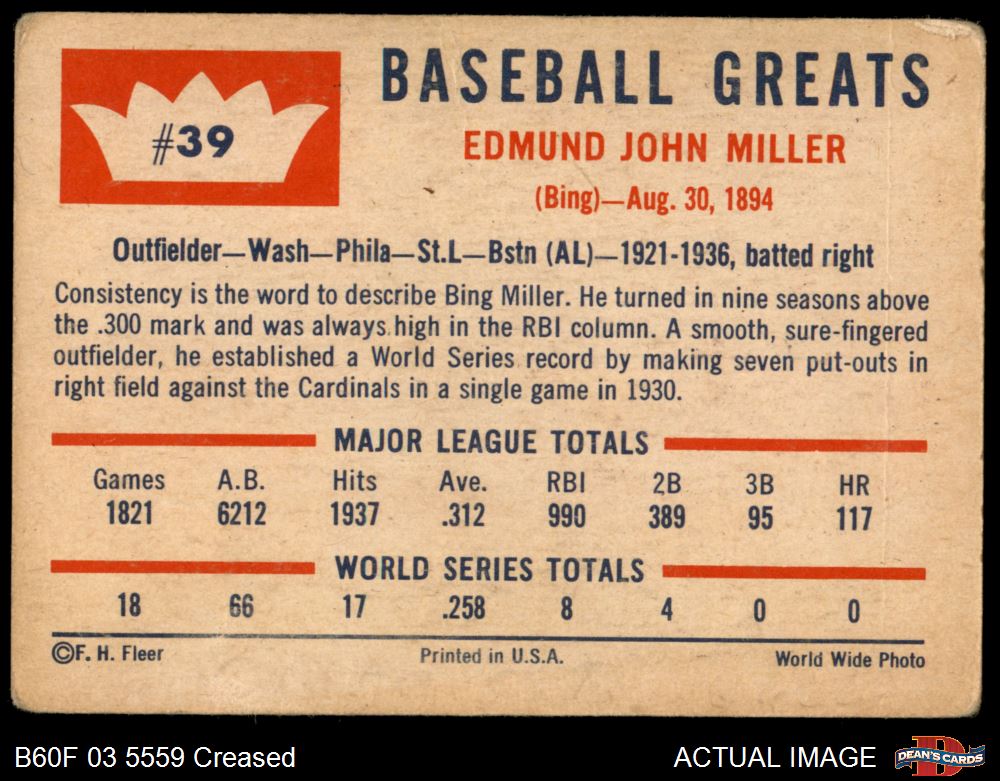 #39
BASEBALL GREATS
EDMUND JOHN MILLER
(Bing)—Aug. 30, 1894
Outfielder—Wash—Phila—St.L—Bstn (AL)—1921-1936, batted right
Consistency is the word to describe Bing Miller. He turned in nine seasons above
the .300 mark and was always high in the RBI column. A smooth, sure-fingered
outfielder, he established a World Series record by making seven put-outs in
right field against the Cardinals in a single game in 1930.
MAJOR LEAGUE TOTALS
Games A.B. Hits Ave. RBI 2B 3B HR
1821 6212 1937 .312 990 389 95 117
WORLD SERIES TOTALS
18 66 17 .258 8 4 0 0
©F. H. Fleer Printed in U.S.A. World Wide Photo
B60F 03 5559 Creased ACTUAL IMAGE DEAN'S CARDS